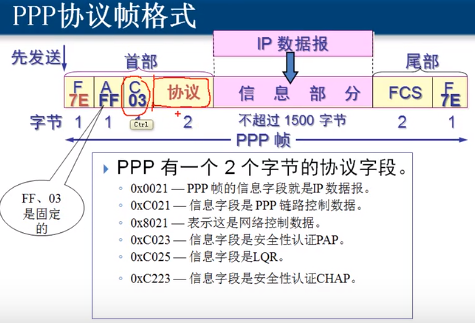 PPP协议帧格式
IP 数据报
先发送
首部
尾部
F A C
7E FF 03 协议 信 息 部 分 FCS F 7E
Ctrl
字节 1 1 2 不超过 1500 字节 2 1
PPP 帧
FF、03
是固定
的
PPP 有一个 2 个字节的协议字段。
0x0021 — PPP 帧的信息字段就是IP 数据报。
0xC021 — 信息字段是 PPP 链路控制数据。
0x8021 — 表示这是网络控制数据。
0xC023 — 信息字段是安全性认证PAP。
0xC025 — 信息字段是LQR。
0xC223 — 信息字段是安全性认证CHAP。